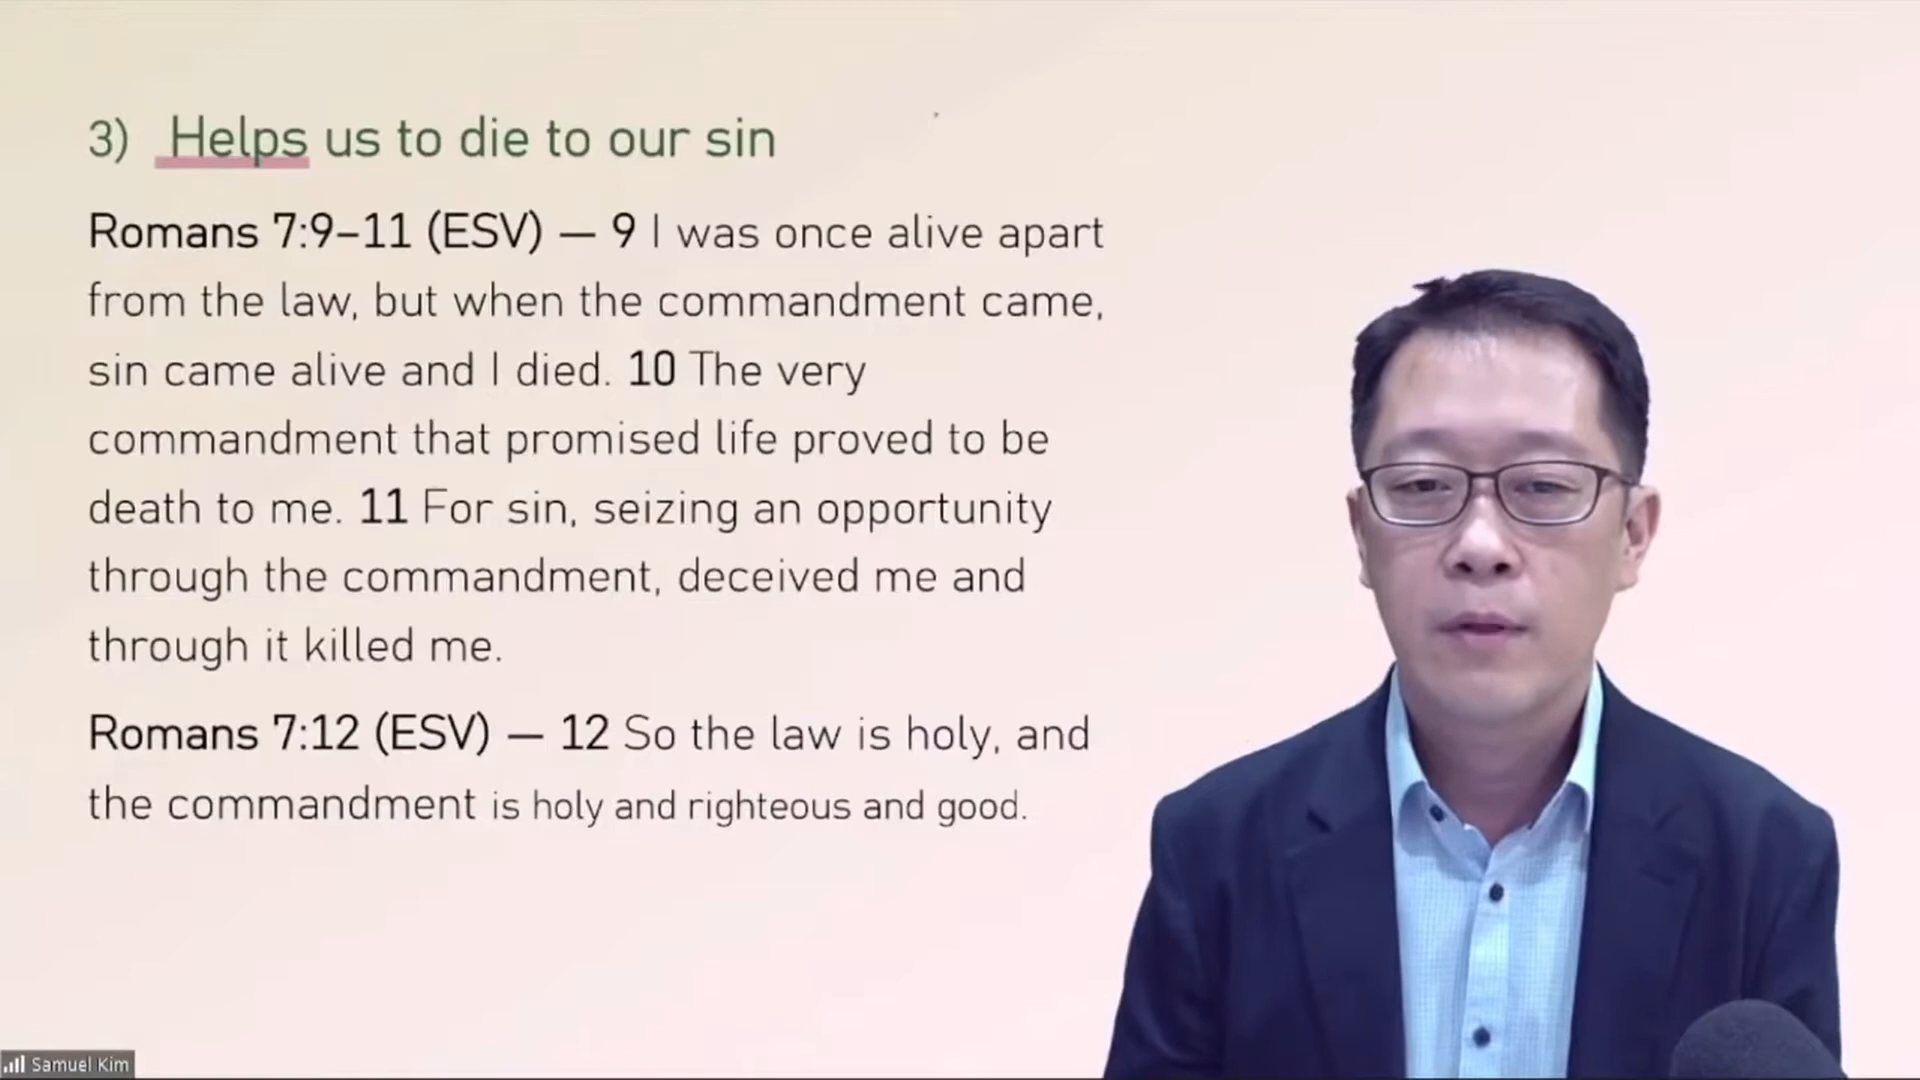 3) Helps us to die to our sin
Romans 7:9–11 (ESV) — 9 I was once alive apart
from the law, but when the commandment came,
sin came alive and I died. 10 The very
commandment that promised life proved to be
death to me. 11 For sin, seizing an opportunity
through the commandment, deceived me and
through it killed me.
Romans 7:12 (ESV) — 12 So the law is holy, and
the commandment is holy and righteous and good.
Samuel Kim